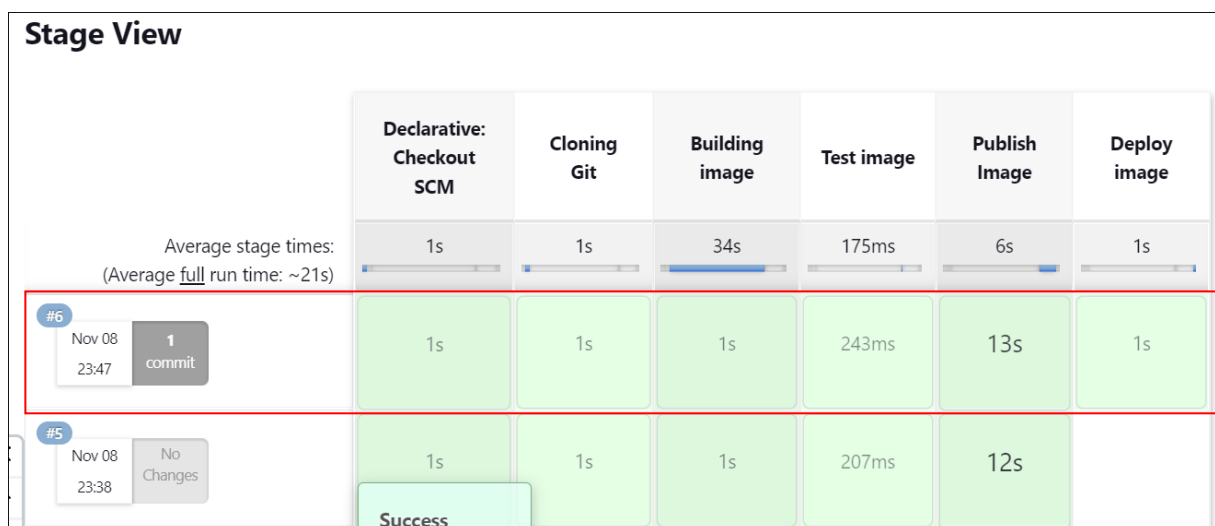 Stage View
Declarative:
Checkout
SCM
Cloning
Git
Building
image
Test image
Publish
Image
Deploy
image
Average stage times:
(Average full run time: ~21s)
1s
1s
34s
175ms
6s
1s
#6
Nov 08
23:47
1
commit
1s
1s
1s
243ms
13s
1s
#5
Nov 08
23:38
No
Changes
1s
1s
1s
207ms
12s
Success